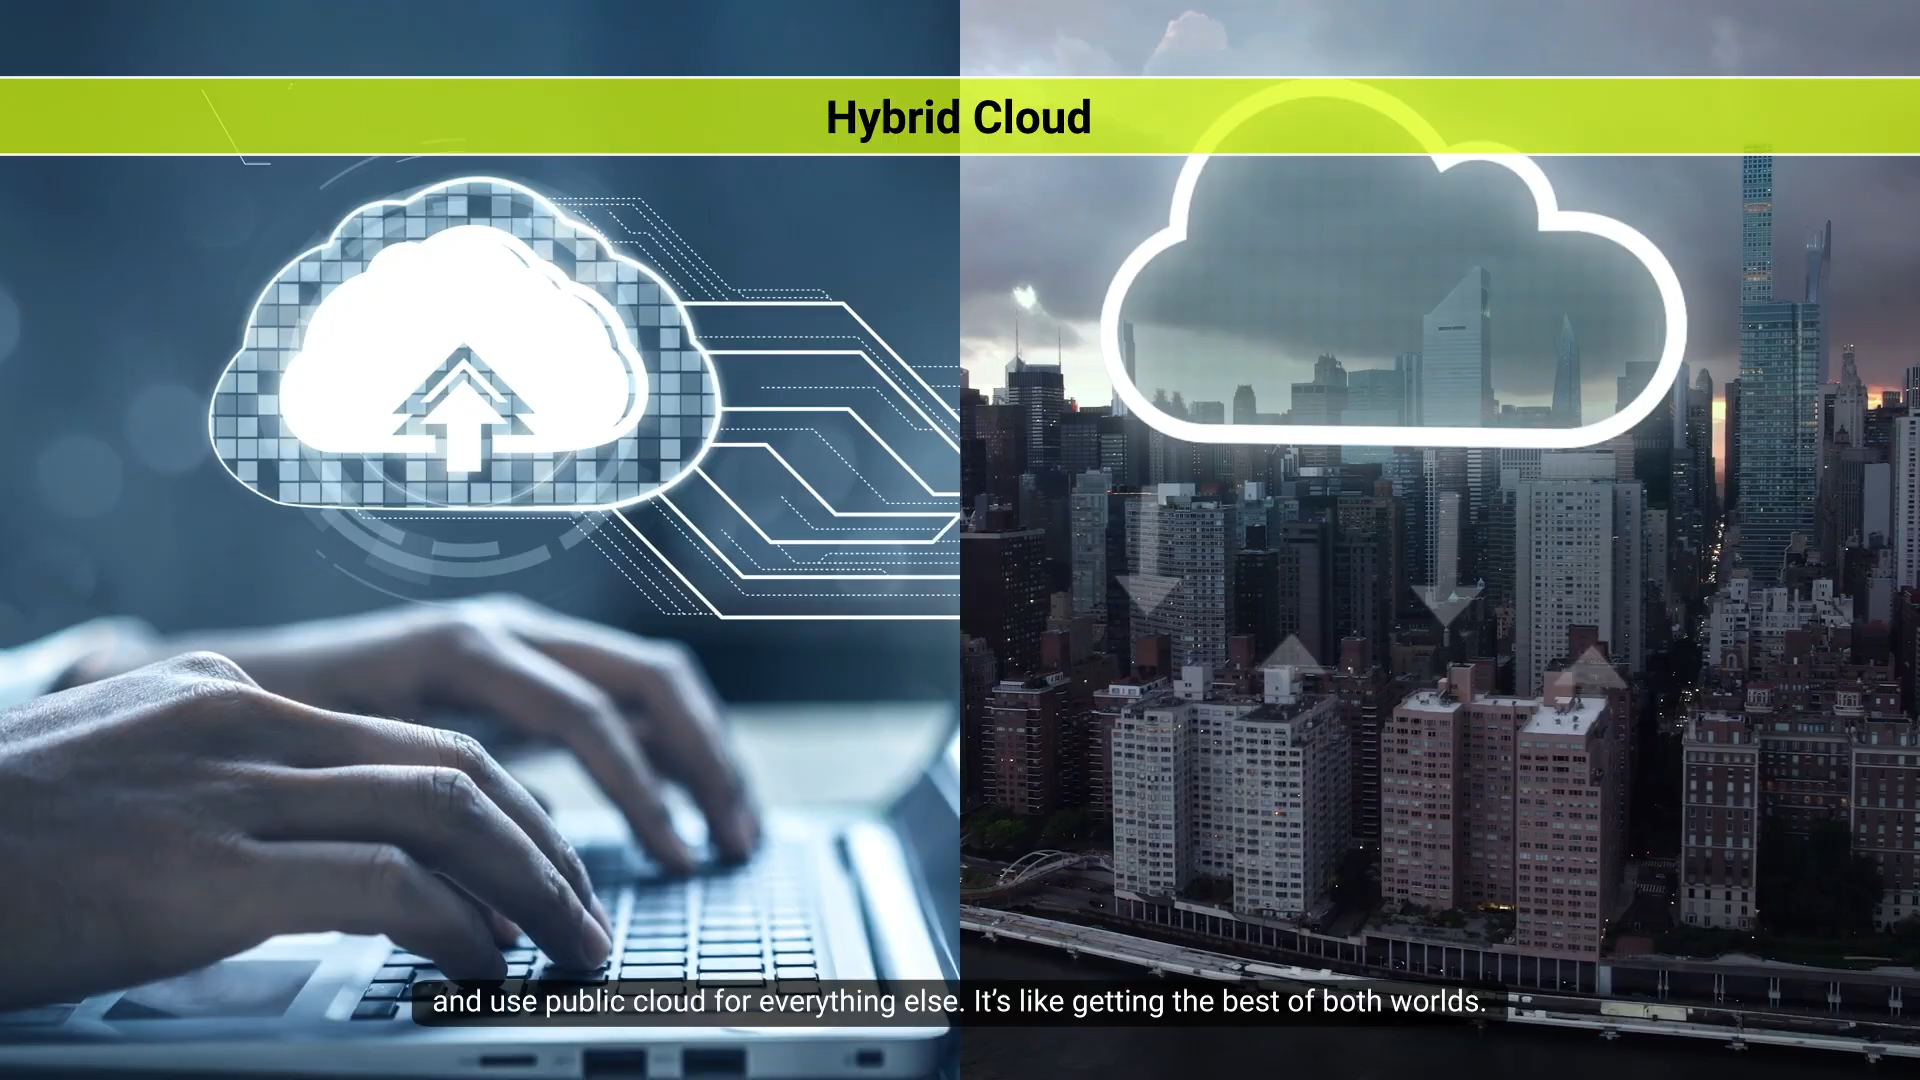 Hybrid Cloud
and use public cloud for everything else. It’s like getting the best of both worlds.